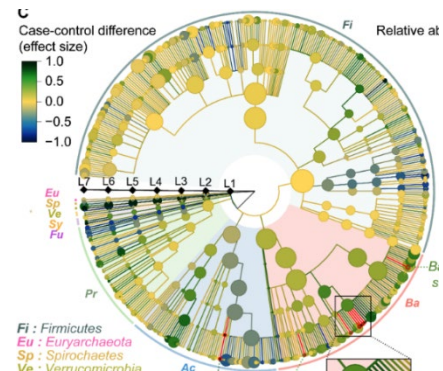 C
Case-control difference
(effect size)
Relative ab
Fi
1.0
0.5
0.0
−0.5
−1.0
L7 L6 L5 L4 L3 L2 L1
Eu
Sp
Ve
Sy
Fu
Pr
Ac
Ba
Fi : Firmicutes
Eu : Euryarchaeota
Sp : Spirochaetes
Ve : Verrucomicrobia